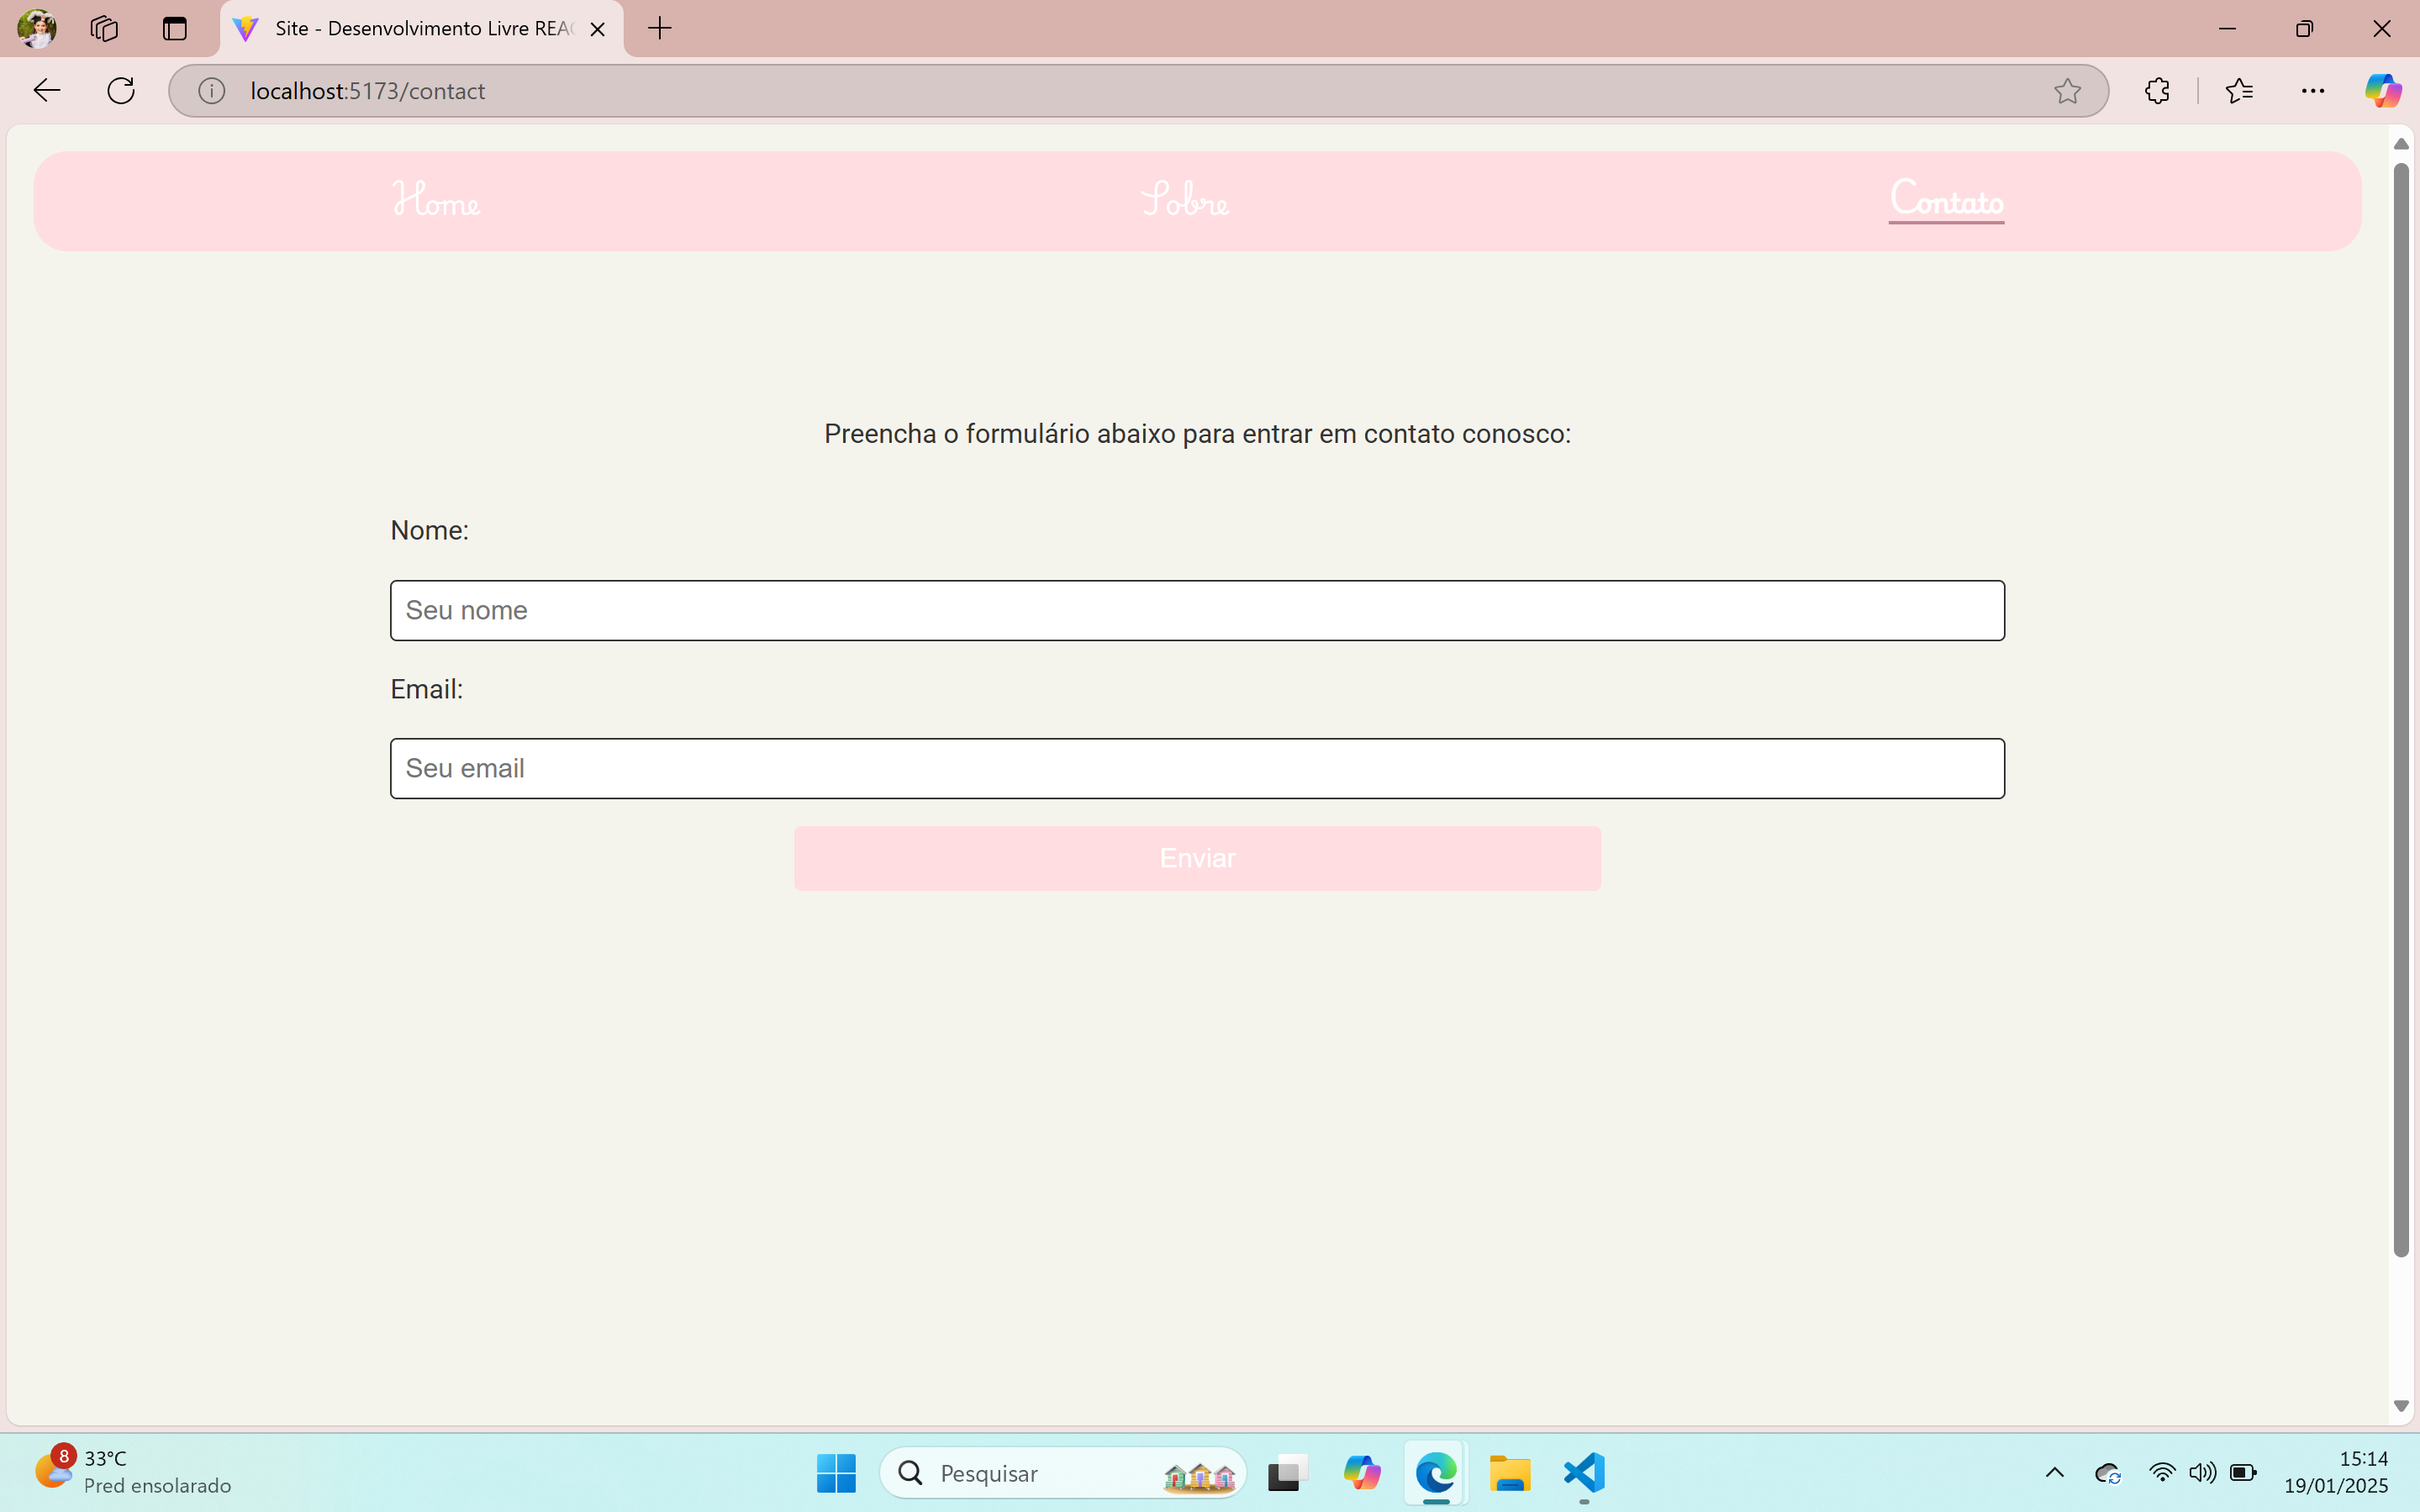 Site - Desenvolvimento Livre REAC
localhost:5173/contact
Home Sobre Contato
Preencha o formulário abaixo para entrar em contato conosco:
Nome:
Seu nome
Email:
Seu email
Enviar
8
33°C
Pred ensolarado
Pesquisar
15:14
19/01/2025